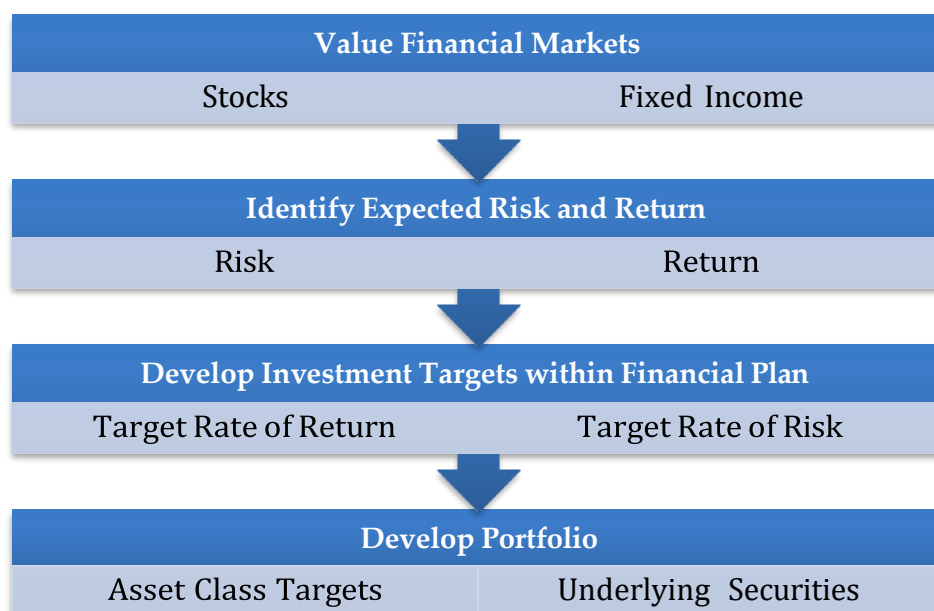 Value Financial Markets
Stocks Fixed Income
Identify Expected Risk and Return
Risk Return
Develop Investment Targets within Financial Plan
Target Rate of Return Target Rate of Risk
Develop Portfolio
Asset Class Targets Underlying Securities